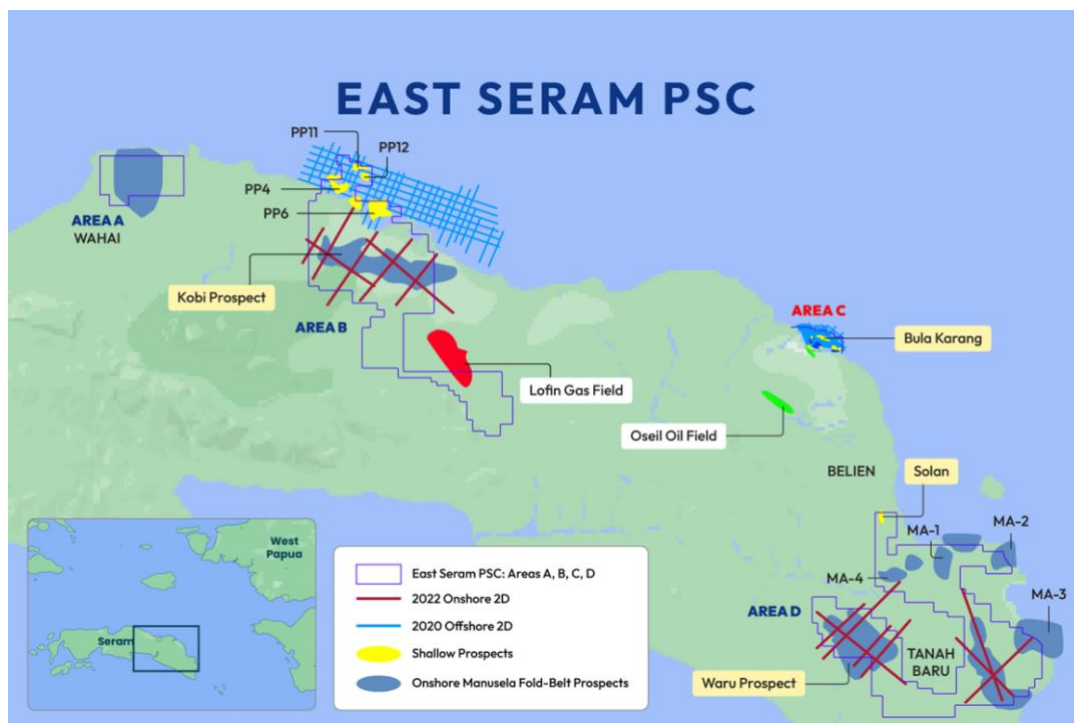 EAST SERAM PSC
PP11
PP12
PP4
PP6
AREA A
WAHAI
Kobi Prospect
AREA B
Lofin Gas Field
AREA C
Bula Karang
Oseil Oil Field
BELIEN
Solan
MA-1
MA-2
MA-4
MA-3
AREA D
TANAH
BARU
Waru Prospect
West
Papua
Seram
East Seram PSC: Areas A, B, C, D
2022 Onshore 2D
2020 Offshore 2D
Shallow Prospects
Onshore Manusela Fold-Belt Prospects